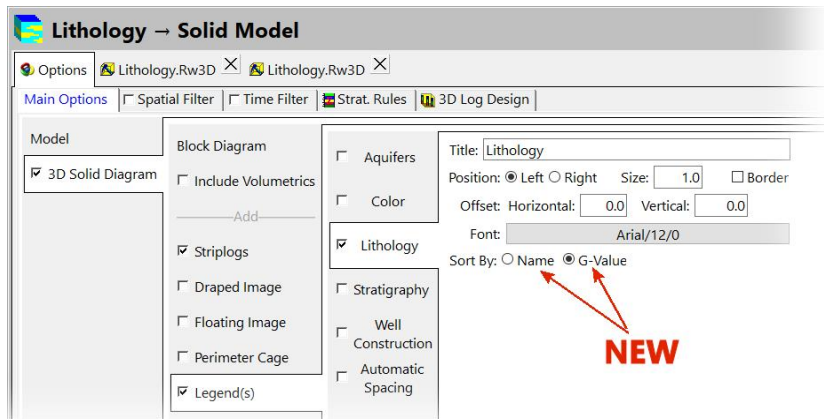 Lithology → Solid Model
Options Lithology.Rw3D X Lithology.Rw3D X
Main Options Spatial Filter Time Filter Strat. Rules 3D Log Design
Model
3D Solid Diagram
Block Diagram
Include Volumetrics
Add
Striplogs
Draped Image
Floating Image
Perimeter Cage
Legend(s)
Aquifers
Color
Lithology
Stratigraphy
Well
Construction
Automatic
Spacing
Title: Lithology
Position: Left Right Size: 1.0 Border
Offset: Horizontal: 0.0 Vertical: 0.0
Font: Arial/12/0
Sort By: Name G-Value
NEW